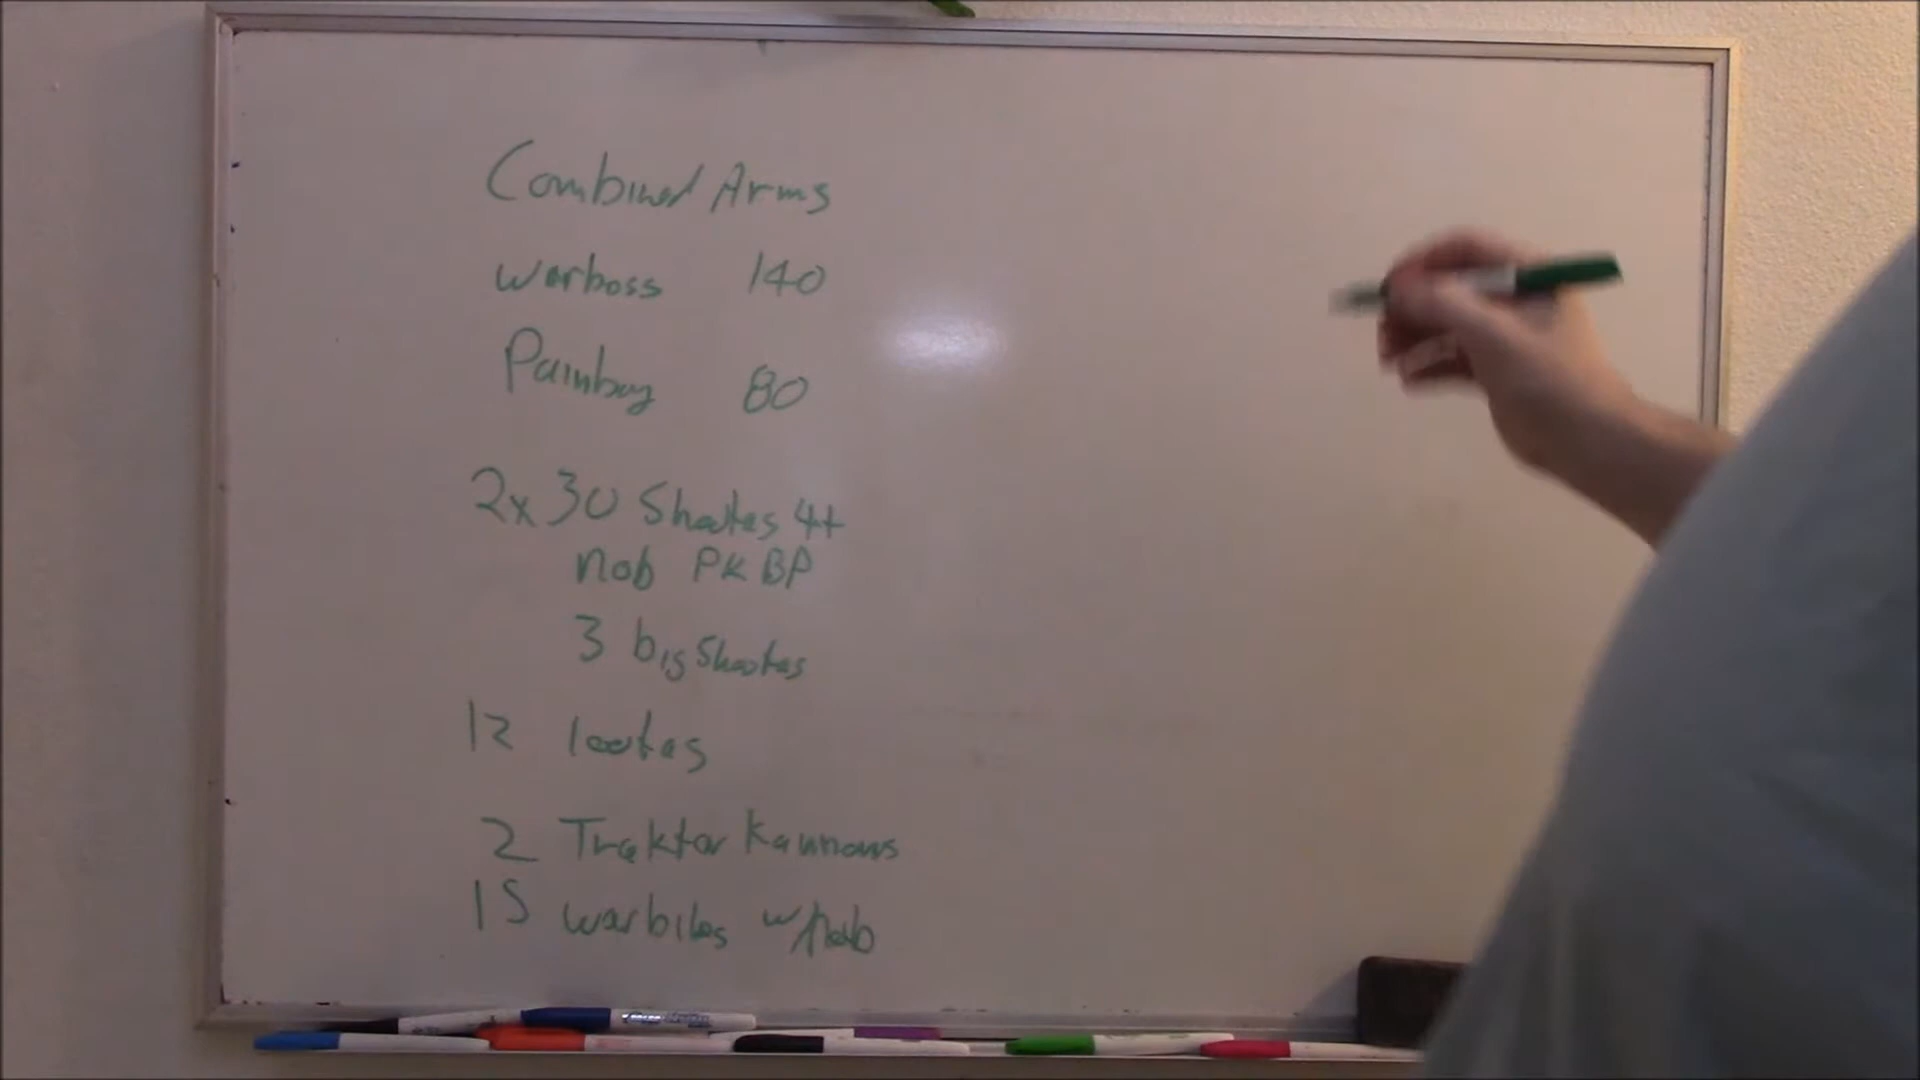 Combined Arms
Warboss 140
Painboy 80
2x 30 Shootas 4+
nob PK BP
3 big Shootas
12 lootas
2 Traktor Kannons
15 warbikes w/nob